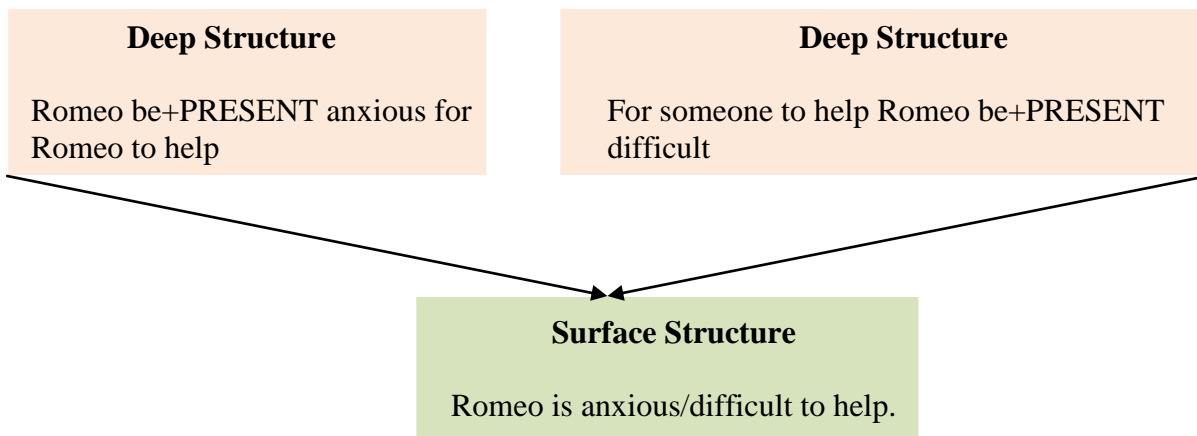 Deep Structure
Romeo be+PRESENT anxious for
Romeo to help
Deep Structure
For someone to help Romeo be+PRESENT
difficult
Surface Structure
Romeo is anxious/difficult to help.